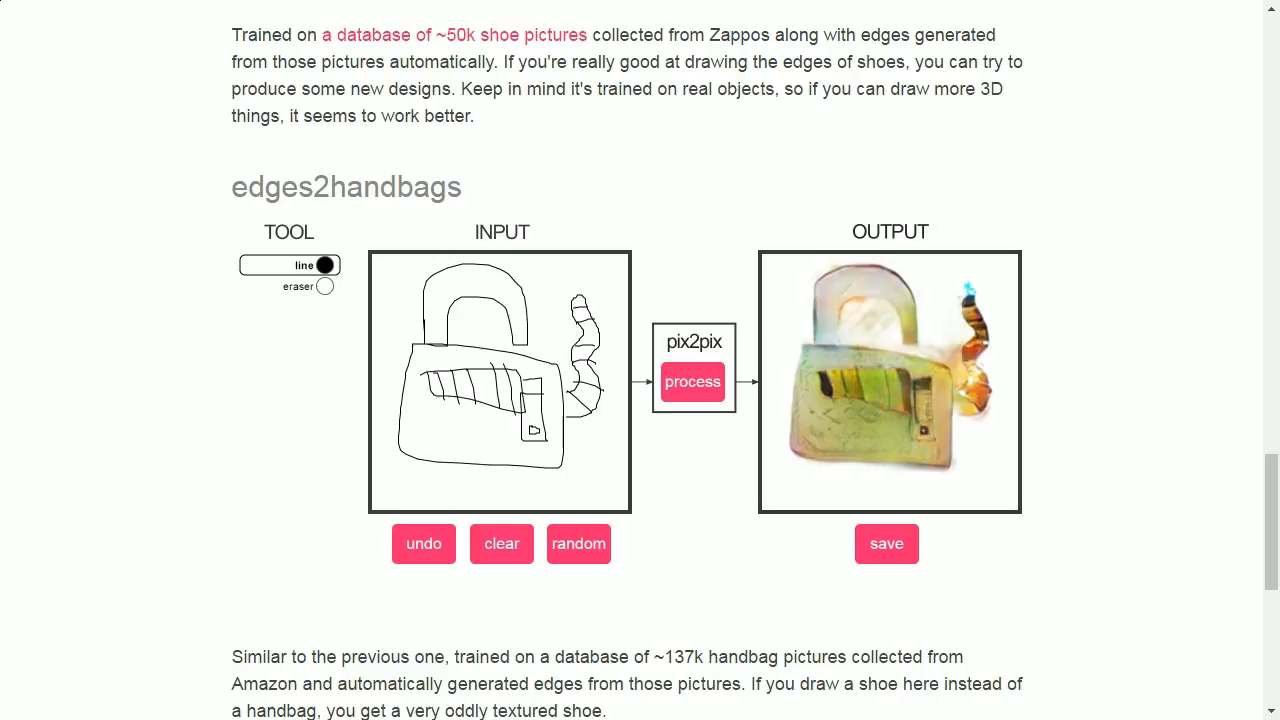 Trained on a database of ~50k shoe pictures collected from Zappos along with edges generated
from those pictures automatically. If you're really good at drawing the edges of shoes, you can try to
produce some new designs. Keep in mind it's trained on real objects, so if you can draw more 3D
things, it seems to work better.
edges2handbags
TOOL
line
eraser
INPUT
pix2pix
process
OUTPUT
undo
clear
random
save
Similar to the previous one, trained on a database of ~137k handbag pictures collected from
Amazon and automatically generated edges from those pictures. If you draw a shoe here instead of
a handbag, you get a very oddly textured shoe.